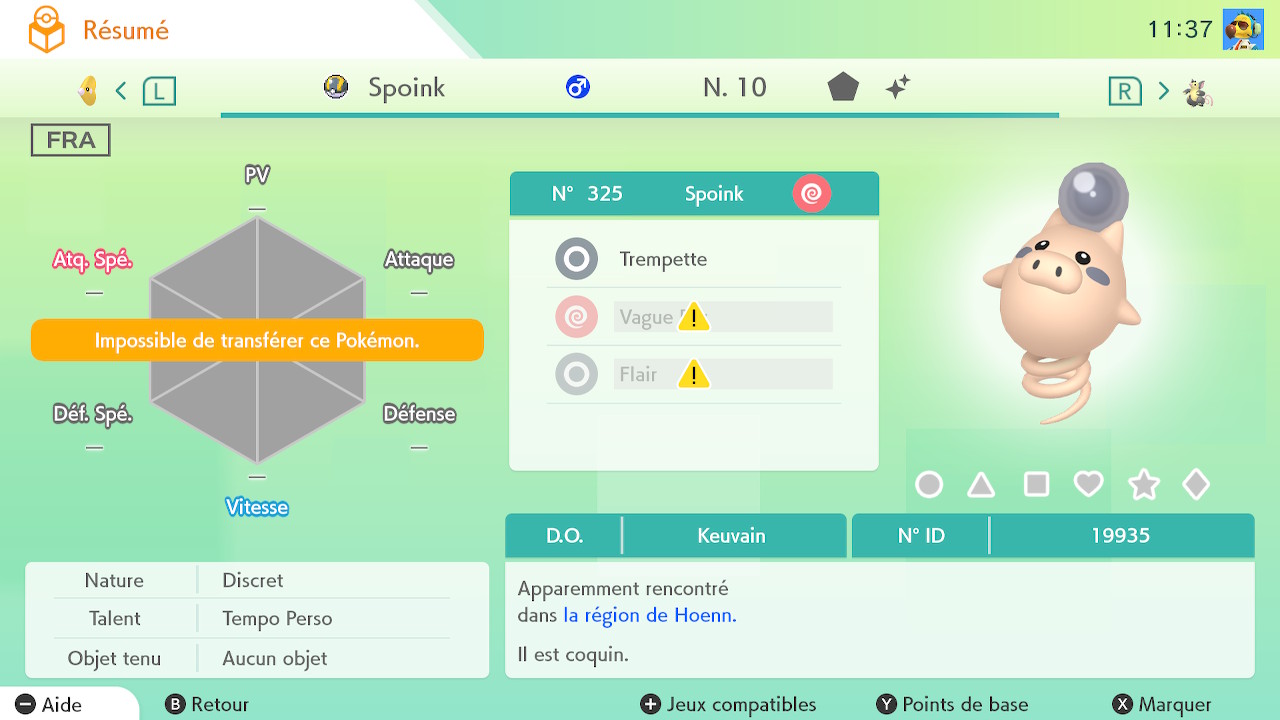 Résumé
11:37
L
Spoink
N. 10
R
FRA
PV
—
Atq. Spé.
—
Attaque
—
Impossible de transférer ce Pokémon.
Déf. Spé.
—
Défense
—
—
Vitesse
N° 325 Spoink
Trempette
Vague
Flair
D.O. Keuvain
N° ID 19935
Nature Discret
Talent Tempo Perso
Objet tenu Aucun objet
Apparemment rencontré
dans la région de Hoenn.
Il est coquin.
Aide
B Retour
Jeux compatibles
Y Points de base
X Marquer